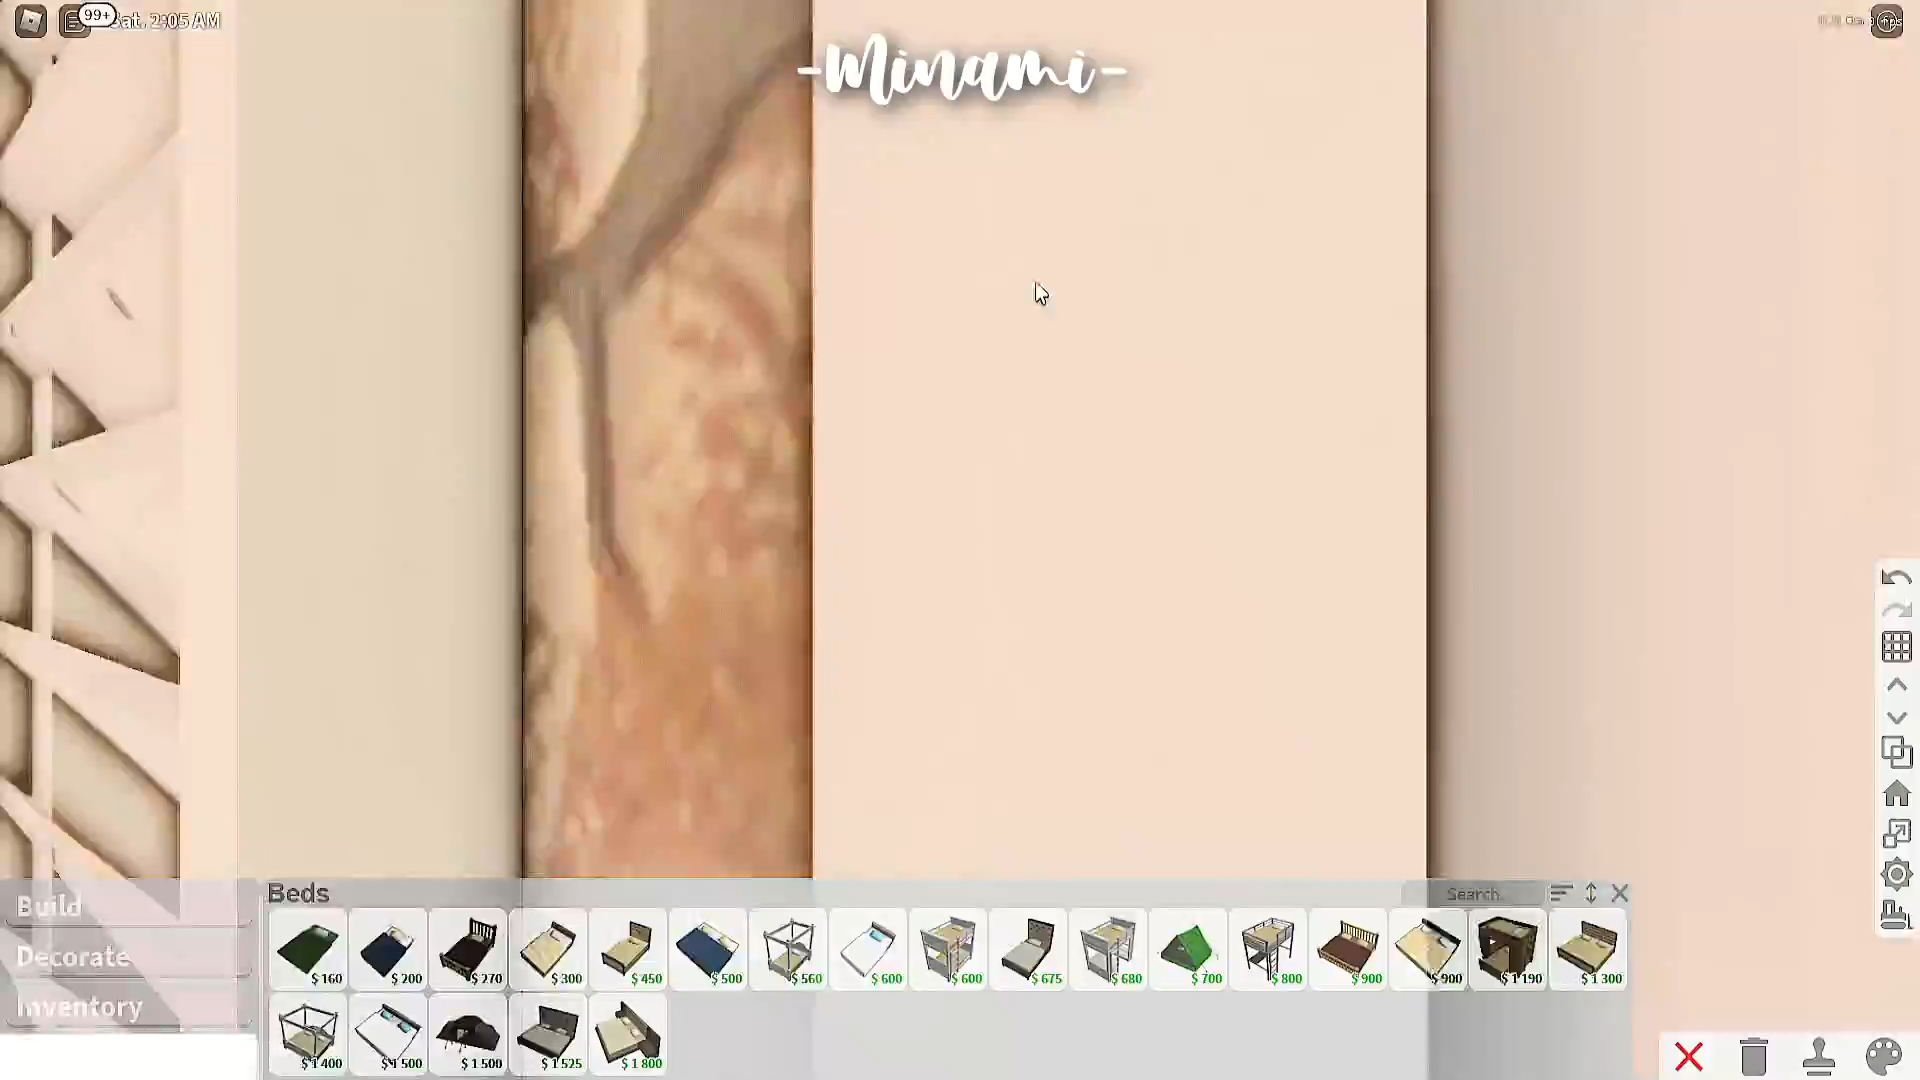 99+
Sat. 2:05 AM
-Minami-
Beds
Search...
Build
Decorate
Inventory
$ 160
$ 200
$ 270
$ 300
$ 450
$ 500
$ 560
$ 600
$ 600
$ 675
$ 680
$ 700
$ 800
$ 900
$ 900
$ 1 190
$ 1 300
$ 1 400
$ 1 500
$ 1 500
$ 1 525
$ 1 800